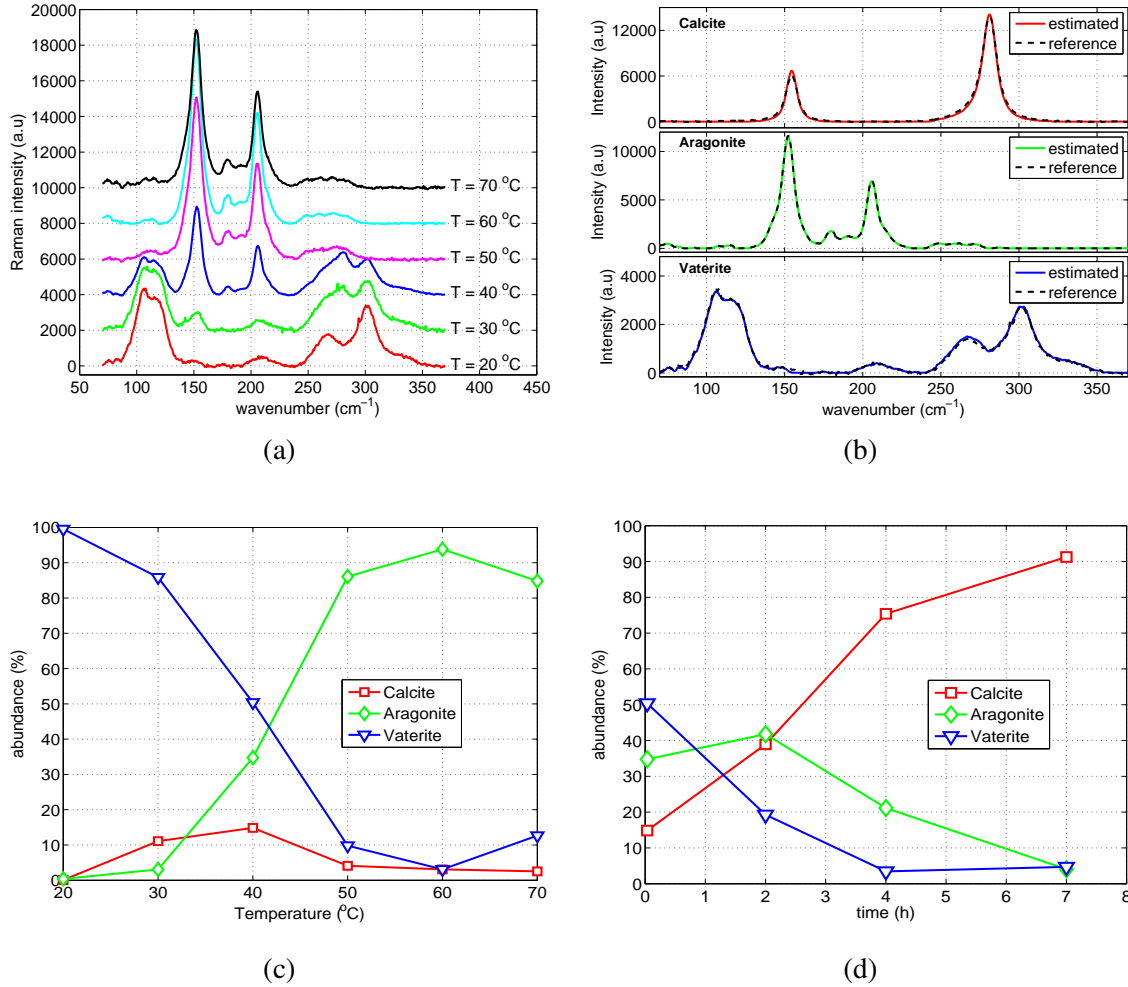 20000
18000
16000
14000
12000
10000
8000
6000
4000
2000
0
Raman intensity (a.u)
T = 70 °C
T = 60 °C
T = 50 °C
T = 40 °C
T = 30 °C
T = 20 °C
50 100 150 200 250 300 350 400 450
wavenumber (cm⁻¹)
(a)
Calcite
12000
6000
0
Intensity (a.u)
estimated
reference
Aragonite
10000
5000
0
Intensity (a.u)
estimated
reference
Vaterite
4000
2000
0
Intensity (a.u)
estimated
reference
100 150 200 250 300 350
wavenumber (cm⁻¹)
(b)
100
90
80
70
60
50
40
30
20
10
0
abundance (%)
Calcite
Aragonite
Vaterite
20 30 40 50 60 70
Temperature (°C)
(c)
100
90
80
70
60
50
40
30
20
10
0
abundance (%)
Calcite
Aragonite
Vaterite
0 1 2 3 4 5 6 7 8
time (h)
(d)